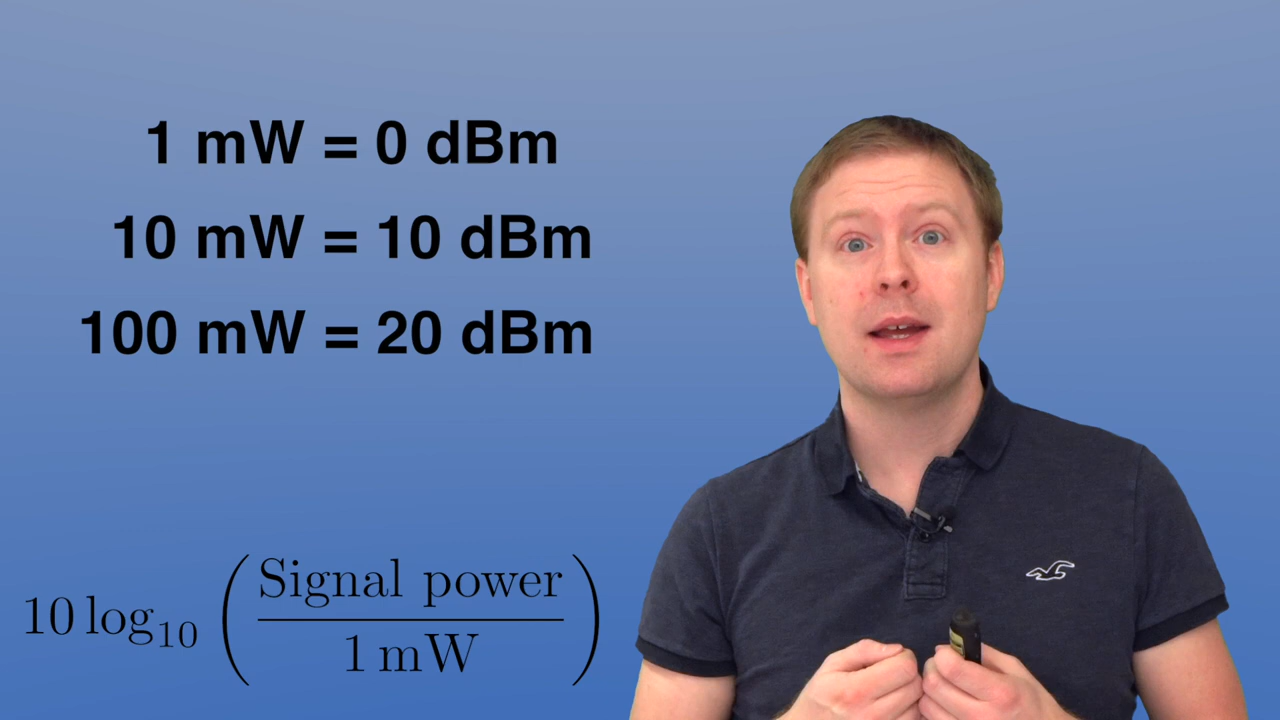 1 mW = 0 dBm
10 mW = 10 dBm
100 mW = 20 dBm
10 log₁₀ (Signal power / 1 mW)